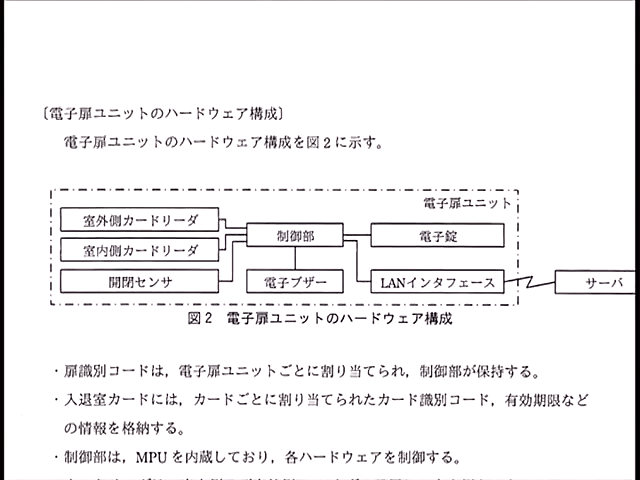 〔電子扉ユニットのハードウェア構成〕
電子扉ユニットのハードウェア構成を図2に示す。
電子扉ユニット
室外側カードリーダ
制御部
電子錠
室内側カードリーダ
開閉センサ
電子ブザー
LANインタフェース
サーバ
図2 電子扉ユニットのハードウェア構成
・扉識別コードは，電子扉ユニットごとに割り当てられ，制御部が保持する。
・入退室カードには，カードごとに割り当てられたカード識別コード，有効期限など
の情報を格納する。
・制御部は，MPUを内蔵しており，各ハードウェアを制御する。